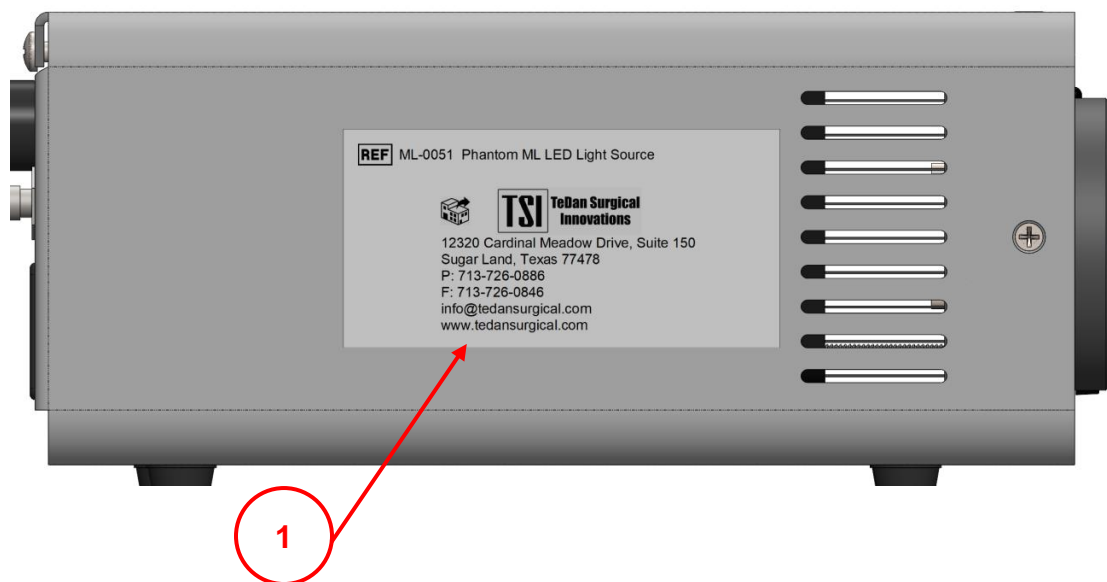 REF ML-0051 Phantom ML LED Light Source
TSI TeDan Surgical
Innovations
12320 Cardinal Meadow Drive, Suite 150
Sugar Land, Texas 77478
P: 713-726-0886
F: 713-726-0846
info@tedansurgical.com
www.tedansurgical.com
1